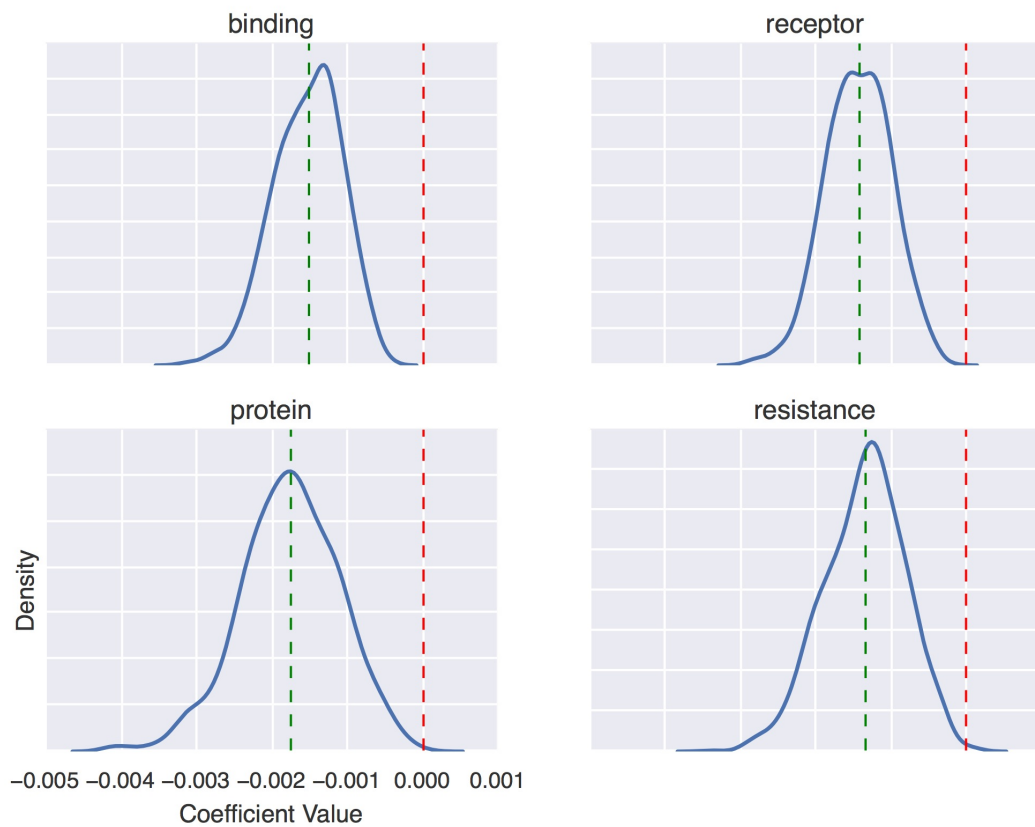 binding
receptor
protein
resistance
Density
−0.005 −0.004 −0.003 −0.002 −0.001 0.000 0.001
Coefficient Value